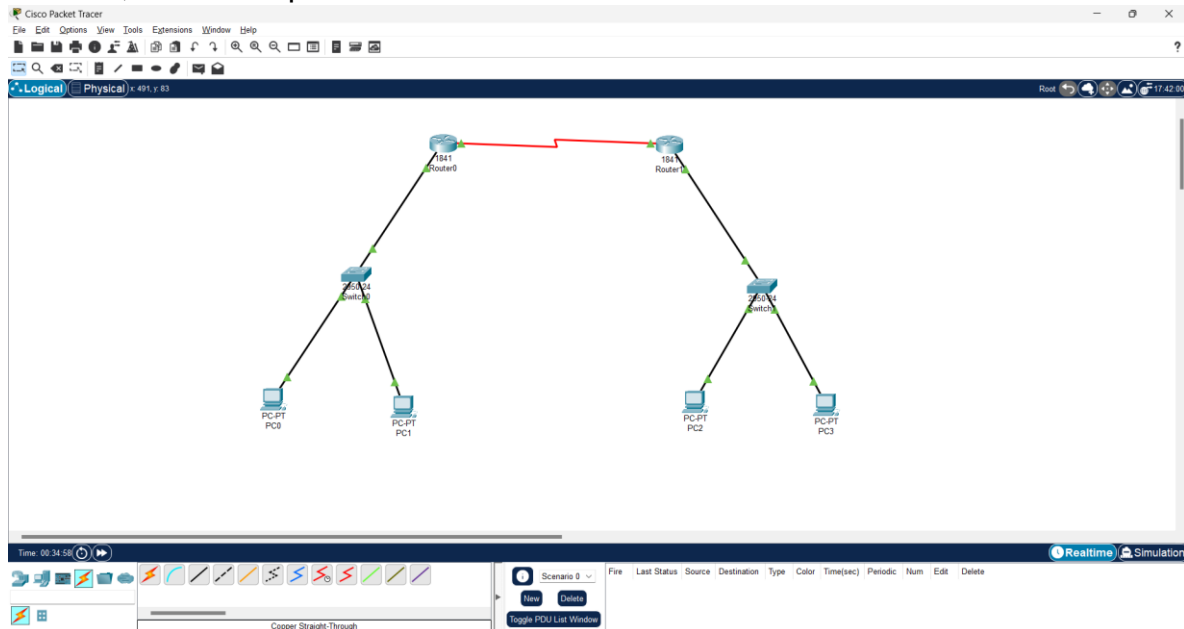 Cisco Packet Tracer
File Edit Options View Tools Extensions Window Help
?
Logical Physical x: 491, y: 83 Root 17:42:00
1841
Router0
1841
Router1
2950-24
Switch0
2950-24
PC-PT
PC0
PC-PT
PC1
PC-PT
PC2
PC-PT
PC3
Time: 00:34:58 Realtime Simulation
Scenario 0 Fire Last Status Source Destination Type Color Time(sec) Periodic Num Edit Delete
New Delete
Toggle PDU List Window
Copper Straight-Through